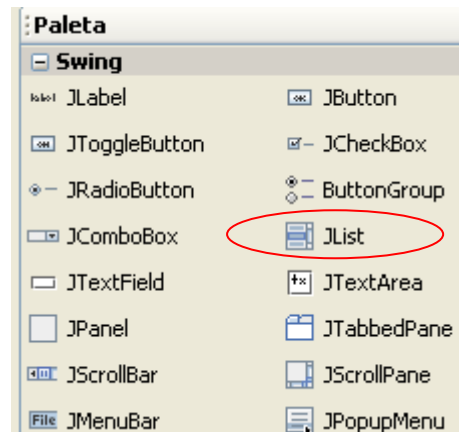 Paleta
Swing
label JLabel JButton
JToggleButton JCheckBox
JRadioButton ButtonGroup
JComboBox JList
JTextField JTextArea
JPanel JTabbedPane
JScrollBar JScrollPane
File JMenuBar JPopupMenu